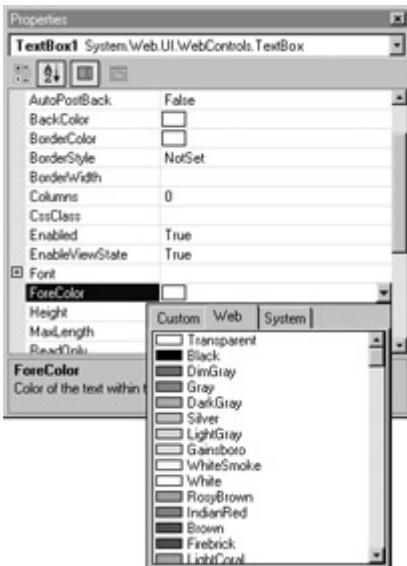 Properties
TextBox1 System.Web.UI.WebControls.TextBox
AutoPostBack False
BackColor
BorderColor
BorderStyle NotSet
BorderWidth
Columns 0
CssClass
Enabled True
EnableViewState True
Font
ForeColor
Height
MaxLength
ReadOnly
ForeColor
Color of the text within t
Custom Web System
Transparent
Black
DimGray
Gray
DarkGray
Silver
LightGray
Gainsboro
WhiteSmoke
White
RosyBrown
IndianRed
Brown
Firebrick
LightCoral